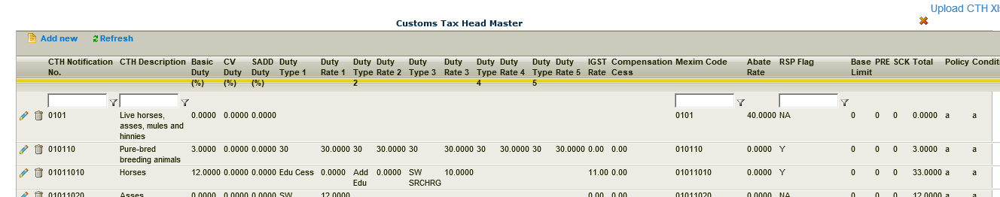 Upload CTH Xl
Customs Tax Head Master
Add new Refresh
CTH Notification No. CTH Description Basic Duty (%) CV Duty (%) SADD Duty (%) Duty Type 1 Duty Rate 1 Duty Type 2 Duty Rate 2 Duty Type 3 Duty Rate 3 Duty Type 4 Duty Rate 4 Duty Type 5 Duty Rate 5 IGST Rate Compensation Cess Mexim Code Abate Rate RSP Flag Base Limit PRE SCK Total Policy Conditi
0101 Live horses, asses, mules and hinnies 0.0000 0.0000 0.0000 0101 40.0000 NA 0 0 0 0.0000 a a
010110 Pure-bred breeding animals 3.0000 0.0000 0.0000 30 30.0000 30 30.0000 30 30.0000 30 30.0000 30 30.0000 0.00 0.00 010110 0.0000 Y 0 0 0 3.0000 a a
01011010 Horses 12.0000 0.0000 0.0000 Edu Cess 0.0000 Add Edu 0.0000 SW SRCHRG 10.0000 11.00 0.00 01011010 0.0000 Y 0 0 0 33.0000 a a
01011020 Asses 0.0000 0.0000 0.0000 SW 12.0000 0.00 0.00 01011020 0.0000 NA 0 0 0 12.0000 a a